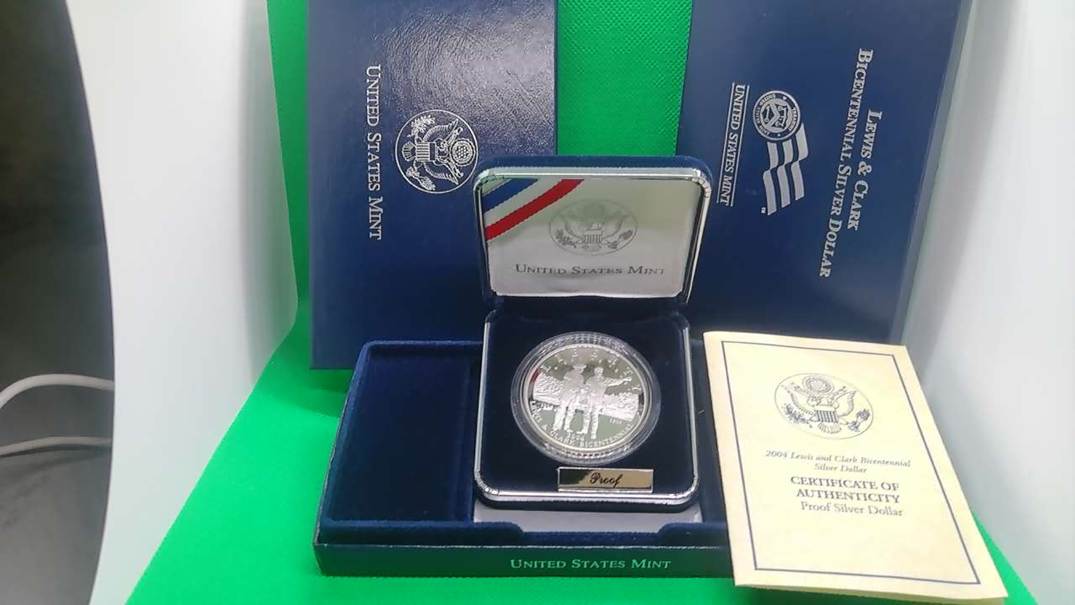 UNITED STATES MINT
LEWIS & CLARK
BICENTENNIAL SILVER DOLLAR
UNITED STATES MINT
UNITED STATES MINT
Proof
2004 Lewis and Clark Bicentennial
Silver Dollar
CERTIFICATE OF
AUTHENTICITY
Proof Silver Dollar
UNITED STATES MINT